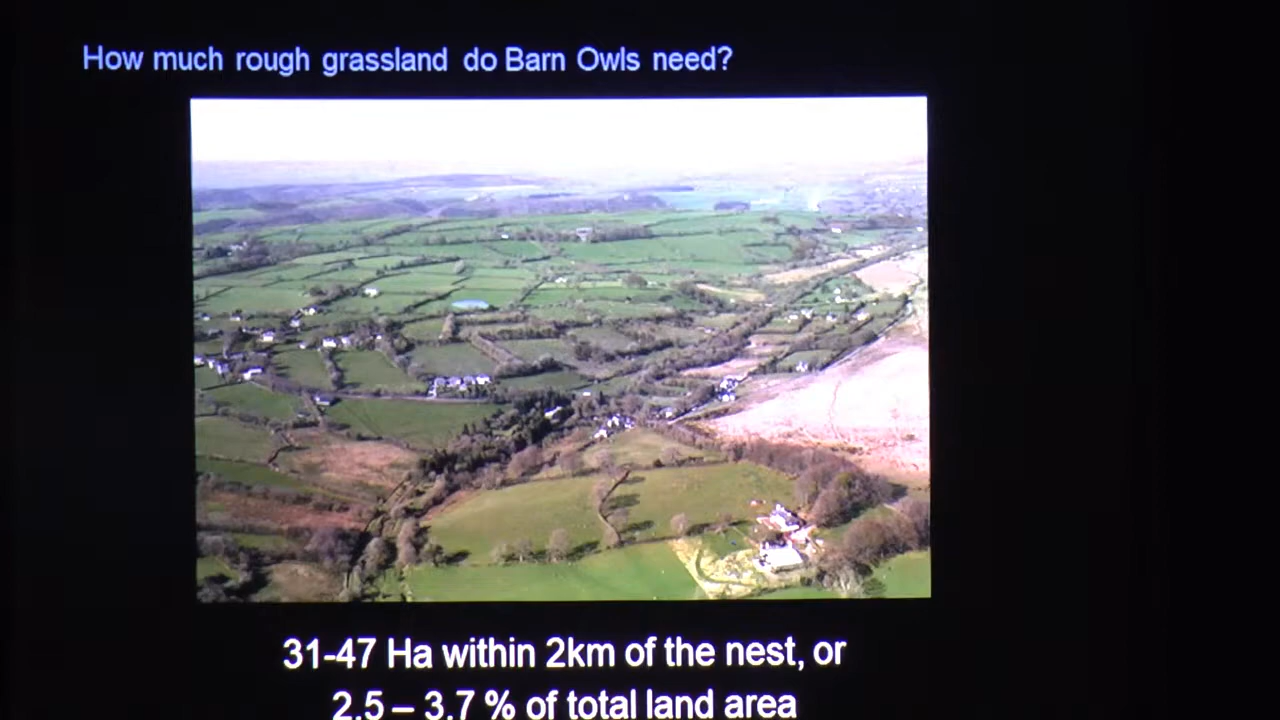 How much rough grassland do Barn Owls need?
31-47 Ha within 2km of the nest, or
2.5 – 3.7 % of total land area